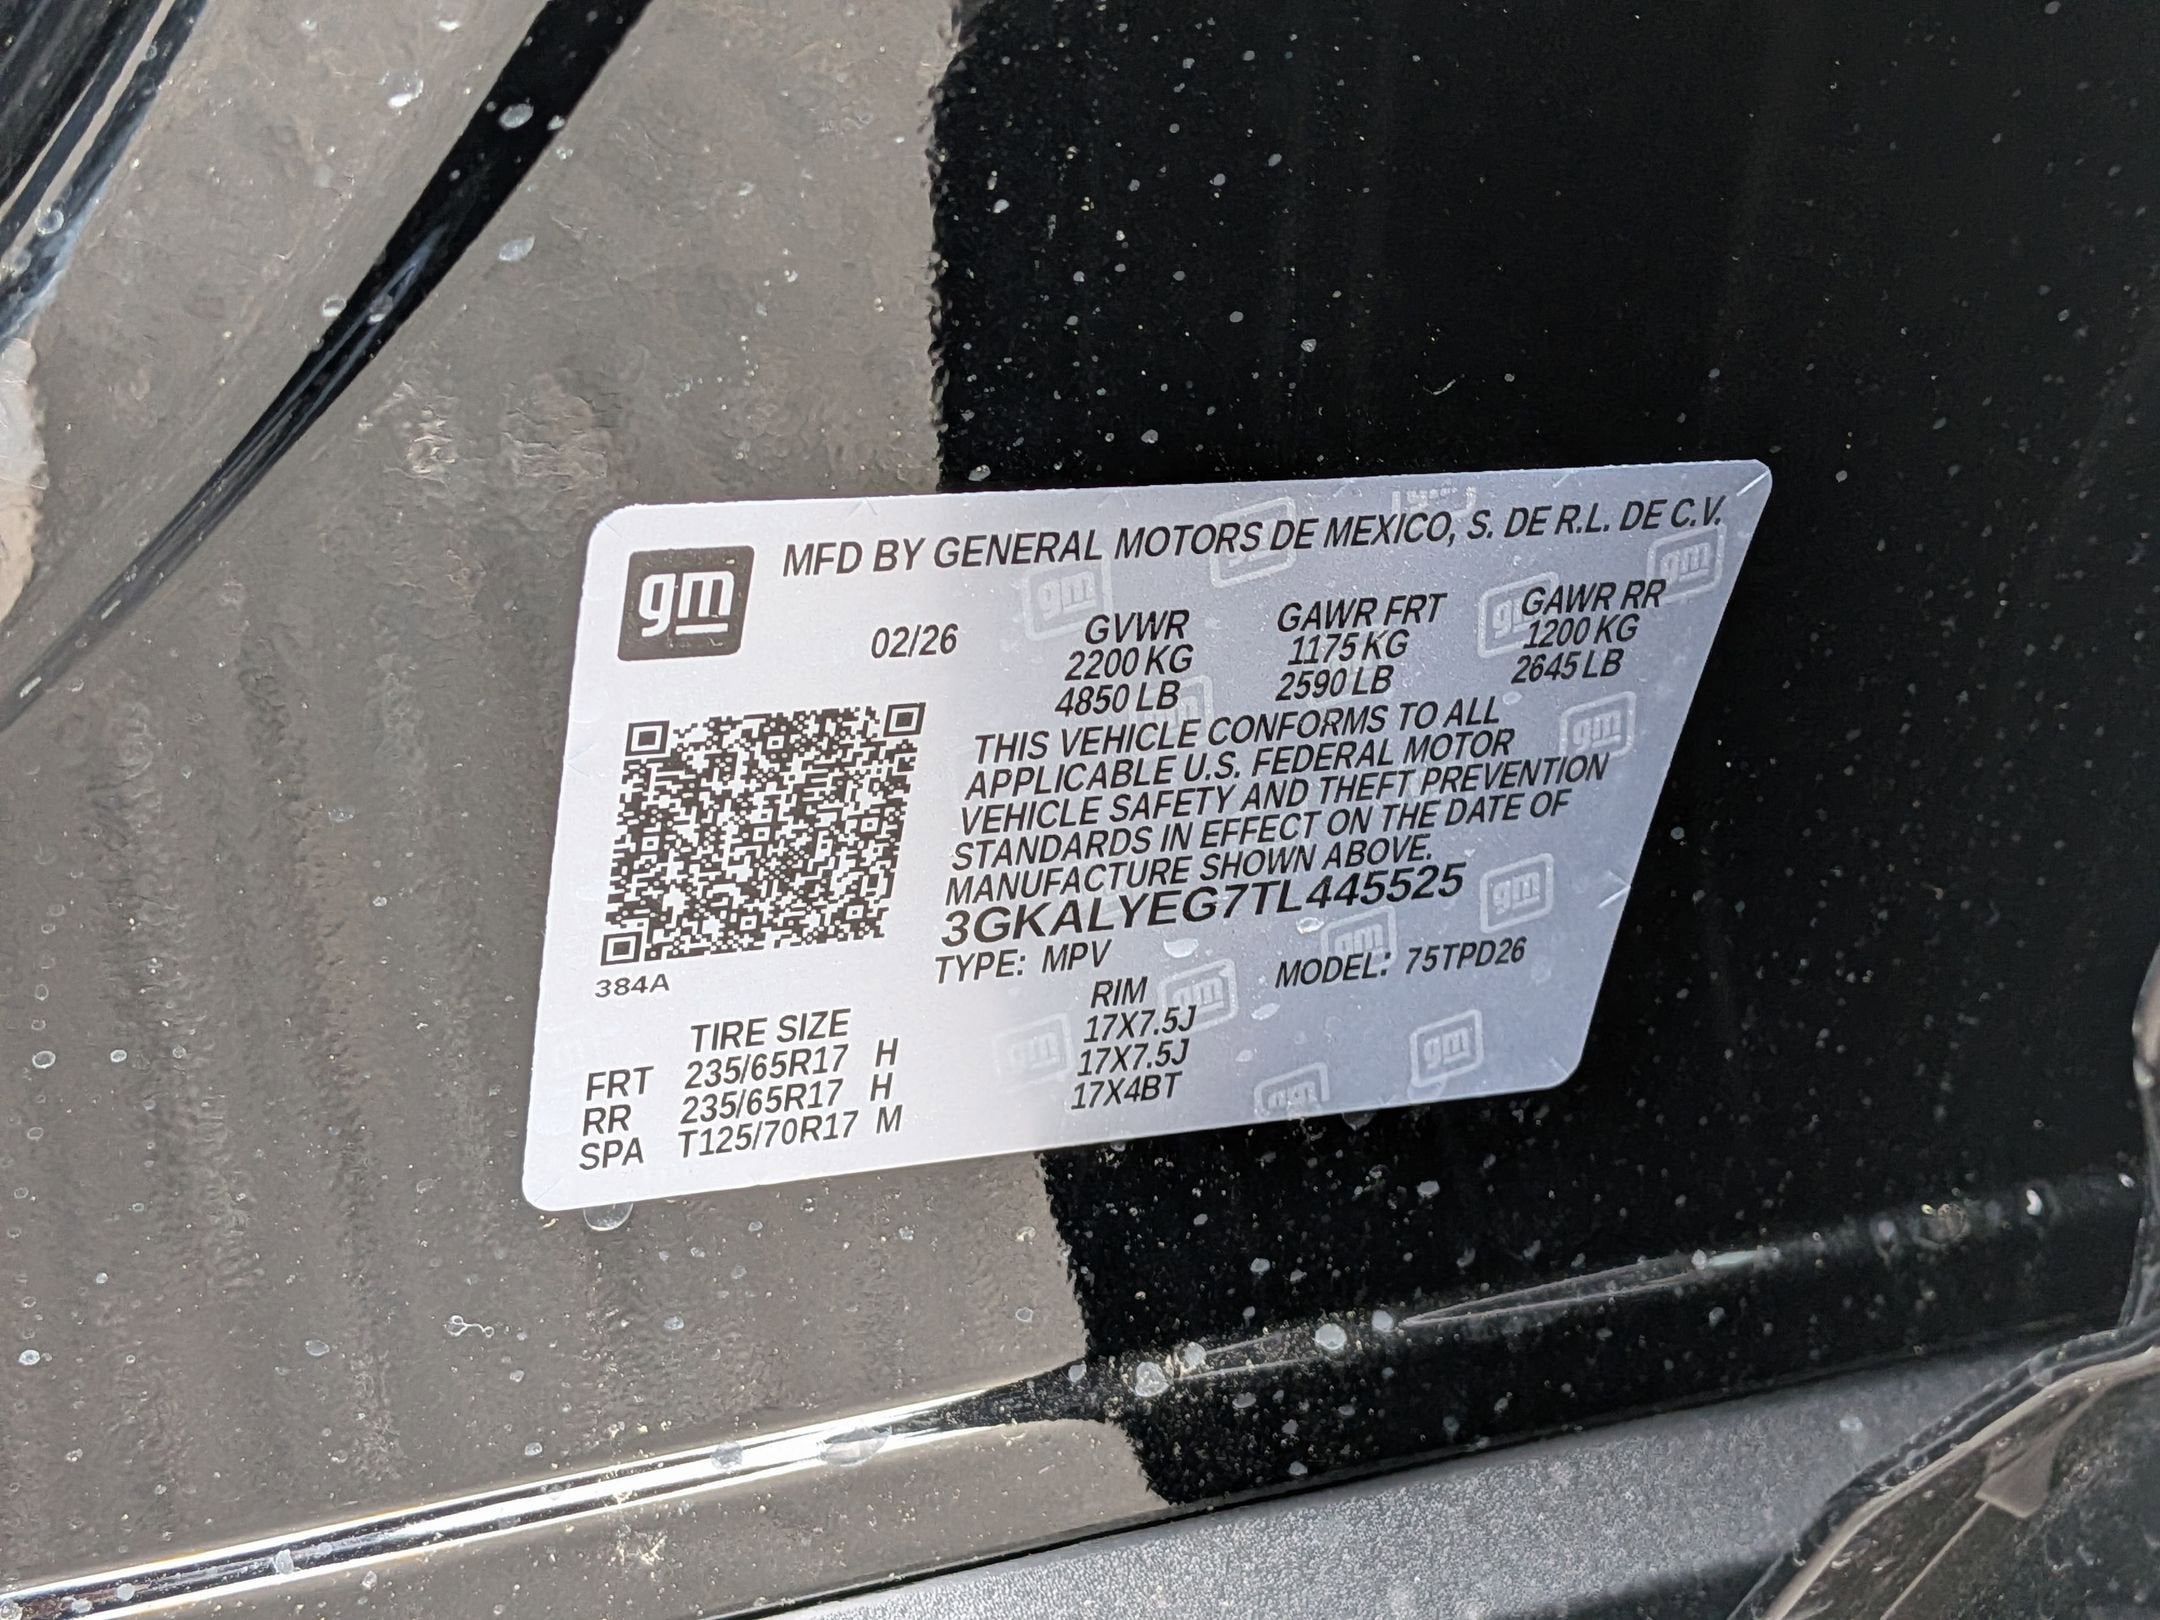 gm
MFD BY GENERAL MOTORS DE MEXICO, S. DE R.L. DE C.V.
02/26 GVWR GAWR FRT GAWR RR
2200 KG 1175 KG 1200 KG
4850 LB 2590 LB 2645 LB
THIS VEHICLE CONFORMS TO ALL
APPLICABLE U.S. FEDERAL MOTOR
VEHICLE SAFETY AND THEFT PREVENTION
STANDARDS IN EFFECT ON THE DATE OF
MANUFACTURE SHOWN ABOVE.
3GKALYEG7TL445525
TYPE: MPV MODEL: 75TPD26
384A
TIRE SIZE RIM
FRT 235/65R17 H 17X7.5J
RR 235/65R17 H 17X7.5J
SPA T125/70R17 M 17X4BT